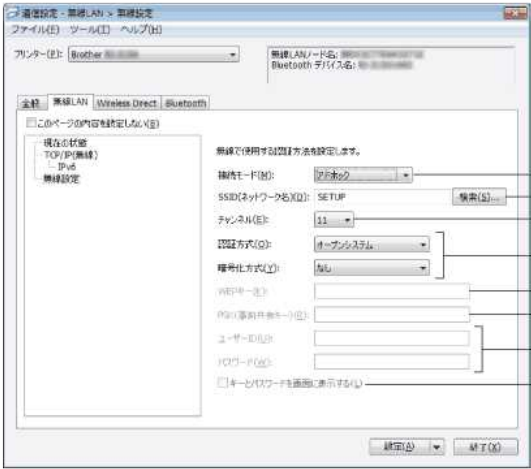 通信設定 - 無線LAN > 無線設定
ファイル(F) ツール(T) ヘルプ(H)
プリンター(P): Brother
無線LANノード名:
Bluetooth デバイス名:
全般 無線LAN Wireless Direct Bluetooth
このページの内容を設定しない(B)
現在の状態
TCP/IP(無線)
IPv6
無線設定
無線で使用する認証方法を設定します。
接続モード(M): アドホック
SSID(ネットワーク名)(D): SETUP 検索(S)...
チャンネル(E): 11
認証方式(O): オープンシステム
暗号化方式(Y): なし
WEPキー(K):
PSK(事前共有キー)(R):
ユーザーID(U):
パスワード(W):
キーとパスワードを画面に表示する(L)
設定(A) 終了(X)